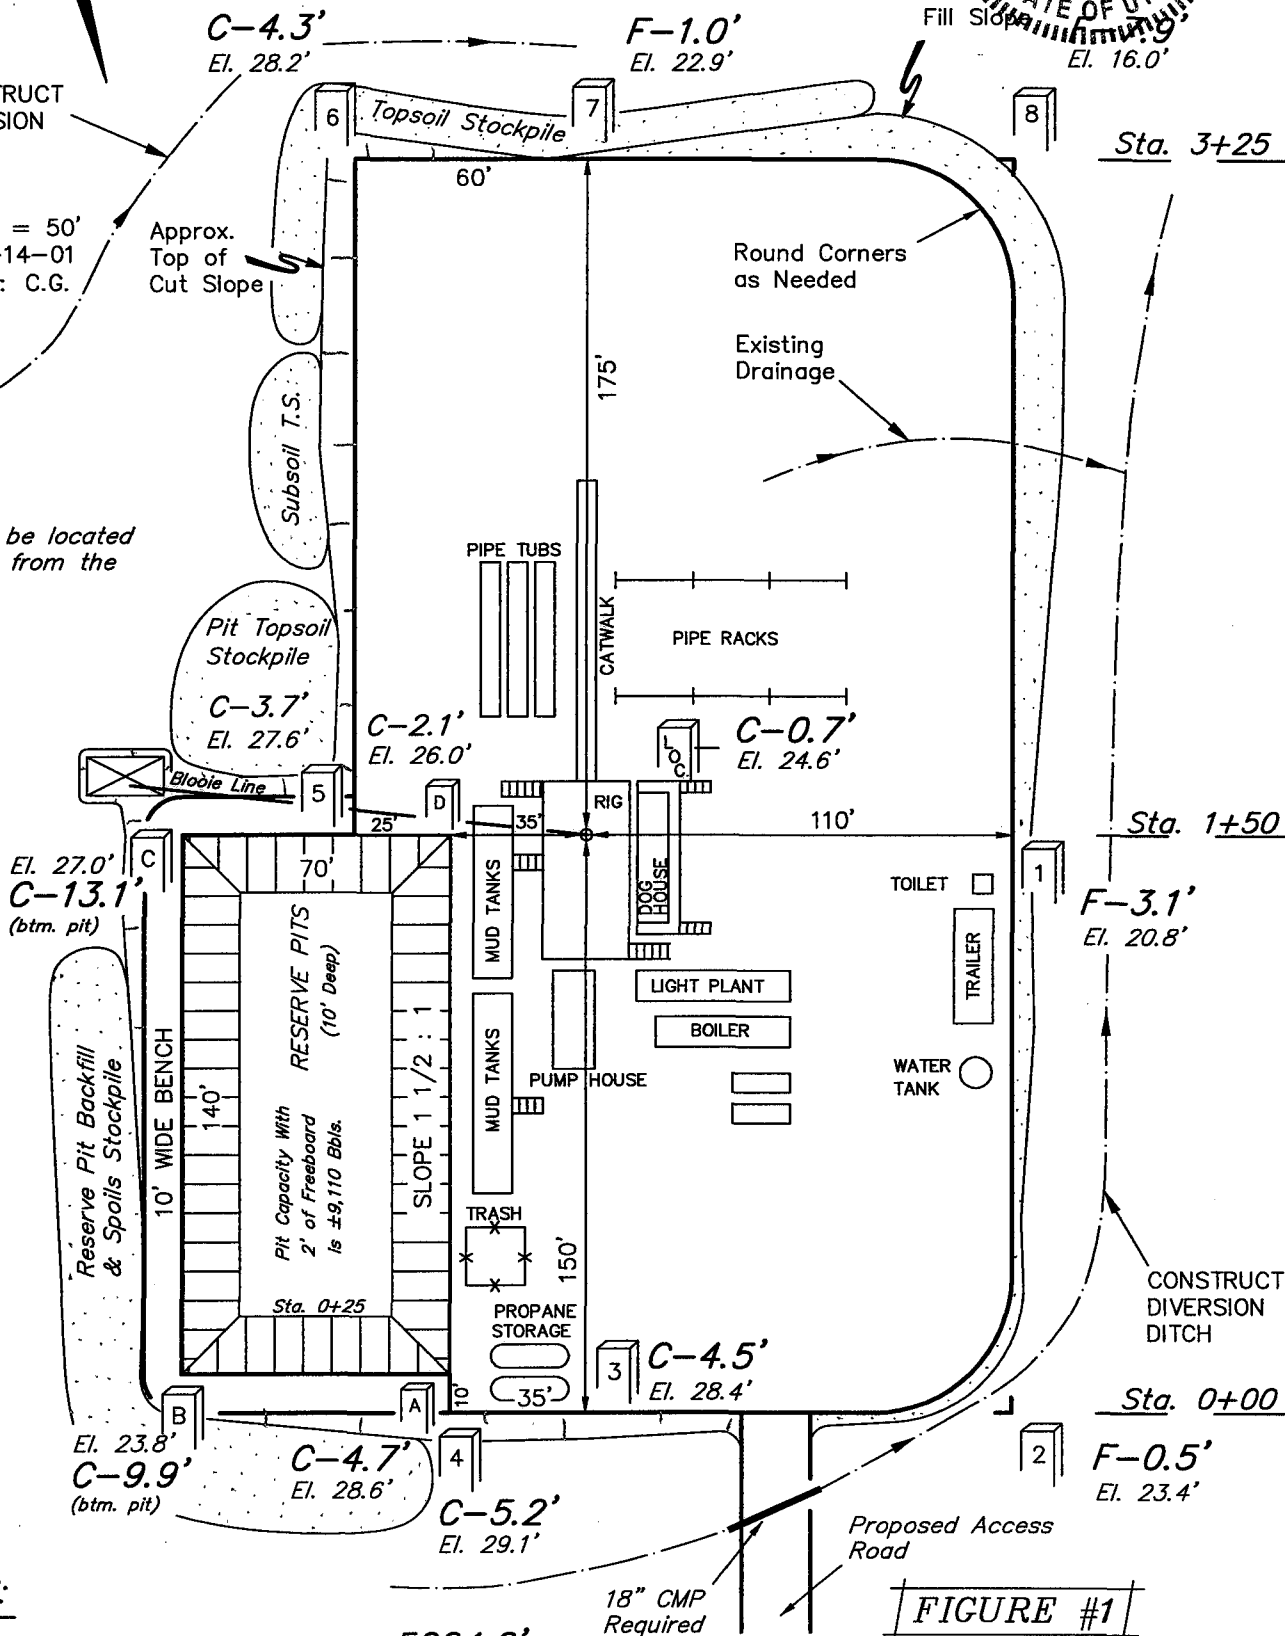 C-4.3'
El. 28.2'
F-1.0'
El. 22.9'
ATE OF U
Fill Slope
.9'
El. 16.0'
TRUCT
SION
6
Topsoil Stockpile
7
8
Sta. 3+25
60'
= 50'
-14-01
: C.G.
Approx.
Top of
Cut Slope
Round Corners
as Needed
Existing
Drainage
175'
Subsoil T.S.
be located
from the
PIPE TUBS
CATWALK
PIPE RACKS
Pit Topsoil
Stockpile
C-3.7'
El. 27.6'
C-2.1'
El. 26.0'
LOC.
C-0.7'
El. 24.6'
Blooie Line
5
D
RIG
25'
35'
110'
Sta. 1+50
C
El. 27.0'
C-13.1'
(btm. pit)
70'
MUD TANKS
DOG HOUSE
TOILET
1
F-3.1'
El. 20.8'
TRAILER
RESERVE PITS
(10' Deep)
LIGHT PLANT
BOILER
PUMP HOUSE
WATER
TANK
Reserve Pit Backfill
& Spoils Stockpile
10' WIDE BENCH
140'
Pit Capacity With
2' of Freeboard
is ±9,110 Bbls.
SLOPE 1 1/2 : 1
MUD TANKS
TRASH
150'
Sta. 0+25
PROPANE
STORAGE
CONSTRUCT
DIVERSION
DITCH
3
C-4.5'
El. 28.4'
10'
35'
B
A
Sta. 0+00
El. 23.8'
C-9.9'
(btm. pit)
C-4.7'
El. 28.6'
4
C-5.2'
El. 29.1'
2
F-0.5'
El. 23.4'
Proposed Access
Road
18" CMP
Required
FIGURE #1